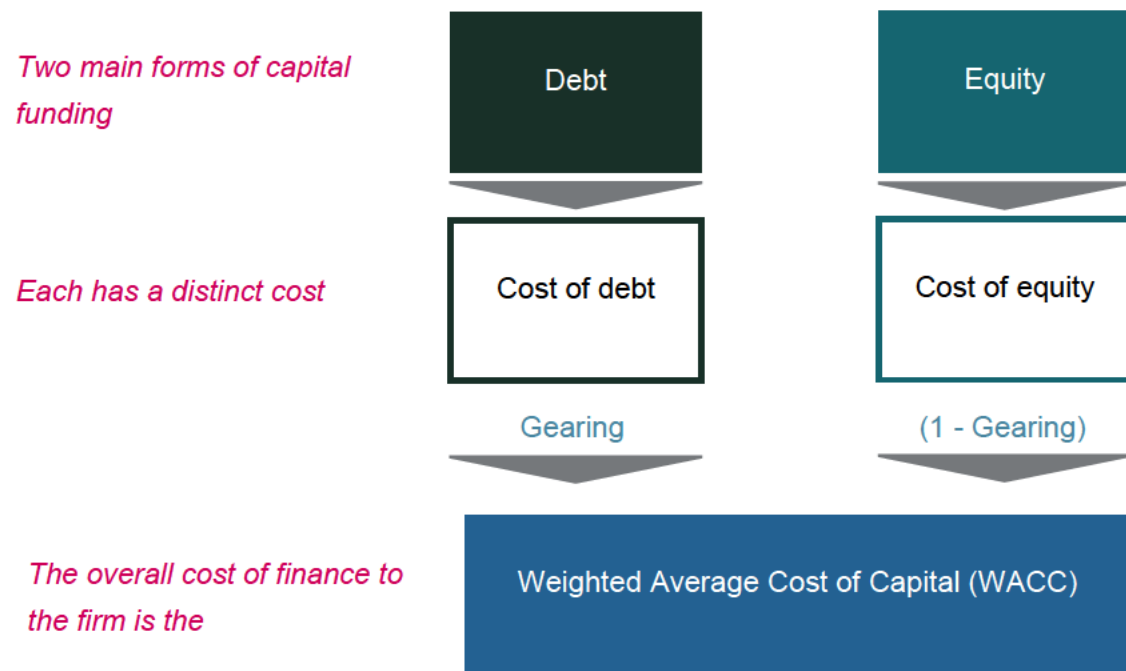 Two main forms of capital
funding
Debt
Equity
Each has a distinct cost
Cost of debt
Cost of equity
Gearing
(1 - Gearing)
The overall cost of finance to
the firm is the
Weighted Average Cost of Capital (WACC)